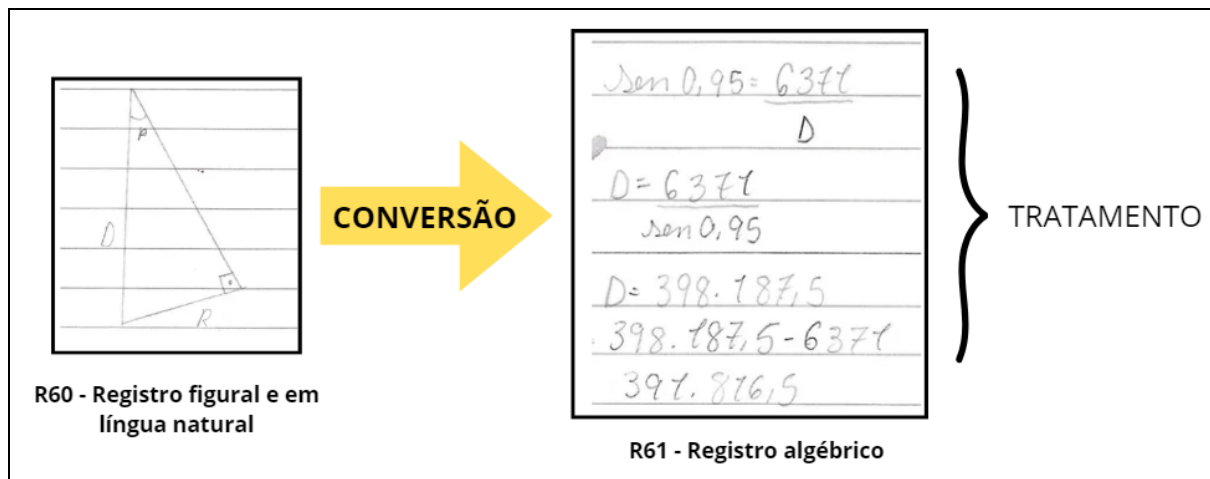 p
D
R
R60 - Registro figural e em
língua natural
CONVERSÃO
sen 0,95 = 6371
D
D = 6371
sen 0,95
D = 398.187,5
398.187,5 - 6371
391.816,5
R61 - Registro algébrico
TRATAMENTO